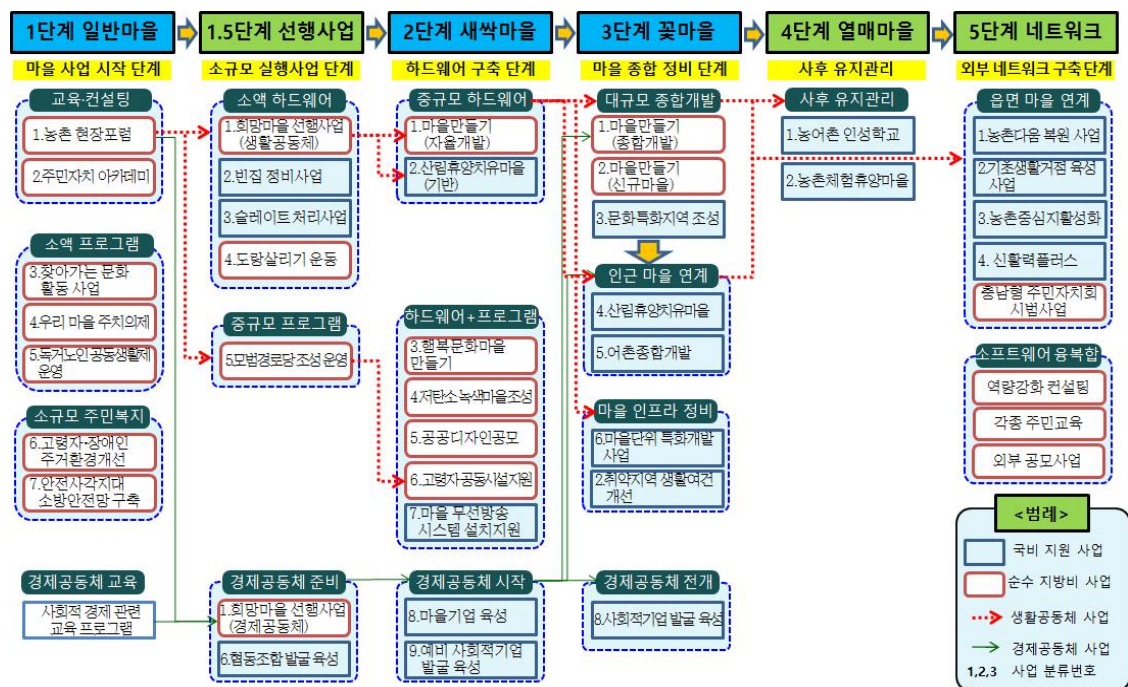 1단계 일반마을
1.5단계 선행사업
2단계 새싹마을
3단계 꽃마을
4단계 열매마을
5단계 네트워크
마을 사업 시작 단계
소규모 실행사업 단계
하드웨어 구축 단계
마을 종합 정비 단계
사후 유지관리
외부 네트워크 구축단계
교육·컨설팅
1.농촌 현장포럼
2.주민자치 아카데미
소액 프로그램
3.찾아가는 문화
활동 사업
4.우리 마을 주치의제
5.독거노인 공동생활제
운영
소규모 주민복지
6.고령자·장애인
주거환경개선
7.안전사각지대
소방안전망 구축
경제공동체 교육
사회적 경제 관련
교육 프로그램
소액 하드웨어
1.희망마을 선행사업
(생활공동체)
2.빈집 정비사업
3.슬레이트 처리사업
4.도랑살리기 운동
중규모 프로그램
5.모범경로당 조성 운영
경제공동체 준비
1.희망마을 선행사업
(경제공동체)
6.협동조합 발굴 육성
중규모 하드웨어
1.마을만들기
(자율개발)
2.산림휴양치유마을
(기반)
하드웨어+프로그램
3.행복문화마을
만들기
4.저탄소 녹색마을조성
5.공공디자인공모
6.고령자 공동시설지원
7.마을 무선방송
시스템 설치지원
경제공동체 시작
8.마을기업 육성
9.예비 사회적기업
발굴 육성
대규모 종합개발
1.마을만들기
(종합개발)
2.마을만들기
(신규마을)
3.문화특화지역 조성
인근 마을 연계
4.산림휴양치유마을
5.어촌종합개발
마을 인프라 정비
6.마을단위 특화개발
사업
2.취약지역 생활여건
개선
경제공동체 전개
8.사회적기업 발굴 육성
사후 유지관리
1.농어촌 인성학교
2.농촌체험휴양마을
읍면 마을 연계
1.농촌다움 복원 사업
2.기초생활거점 육성
사업
3.농촌중심지활성화
4. 신활력플러스
충남형 주민자치회
시범사업
소프트웨어 융복합
역량강화 컨설팅
각종 주민교육
외부 공모사업
<범례>
국비 지원 사업
순수 지방비 사업
생활공동체 사업
경제공동체 사업
1,2,3 사업 분류번호